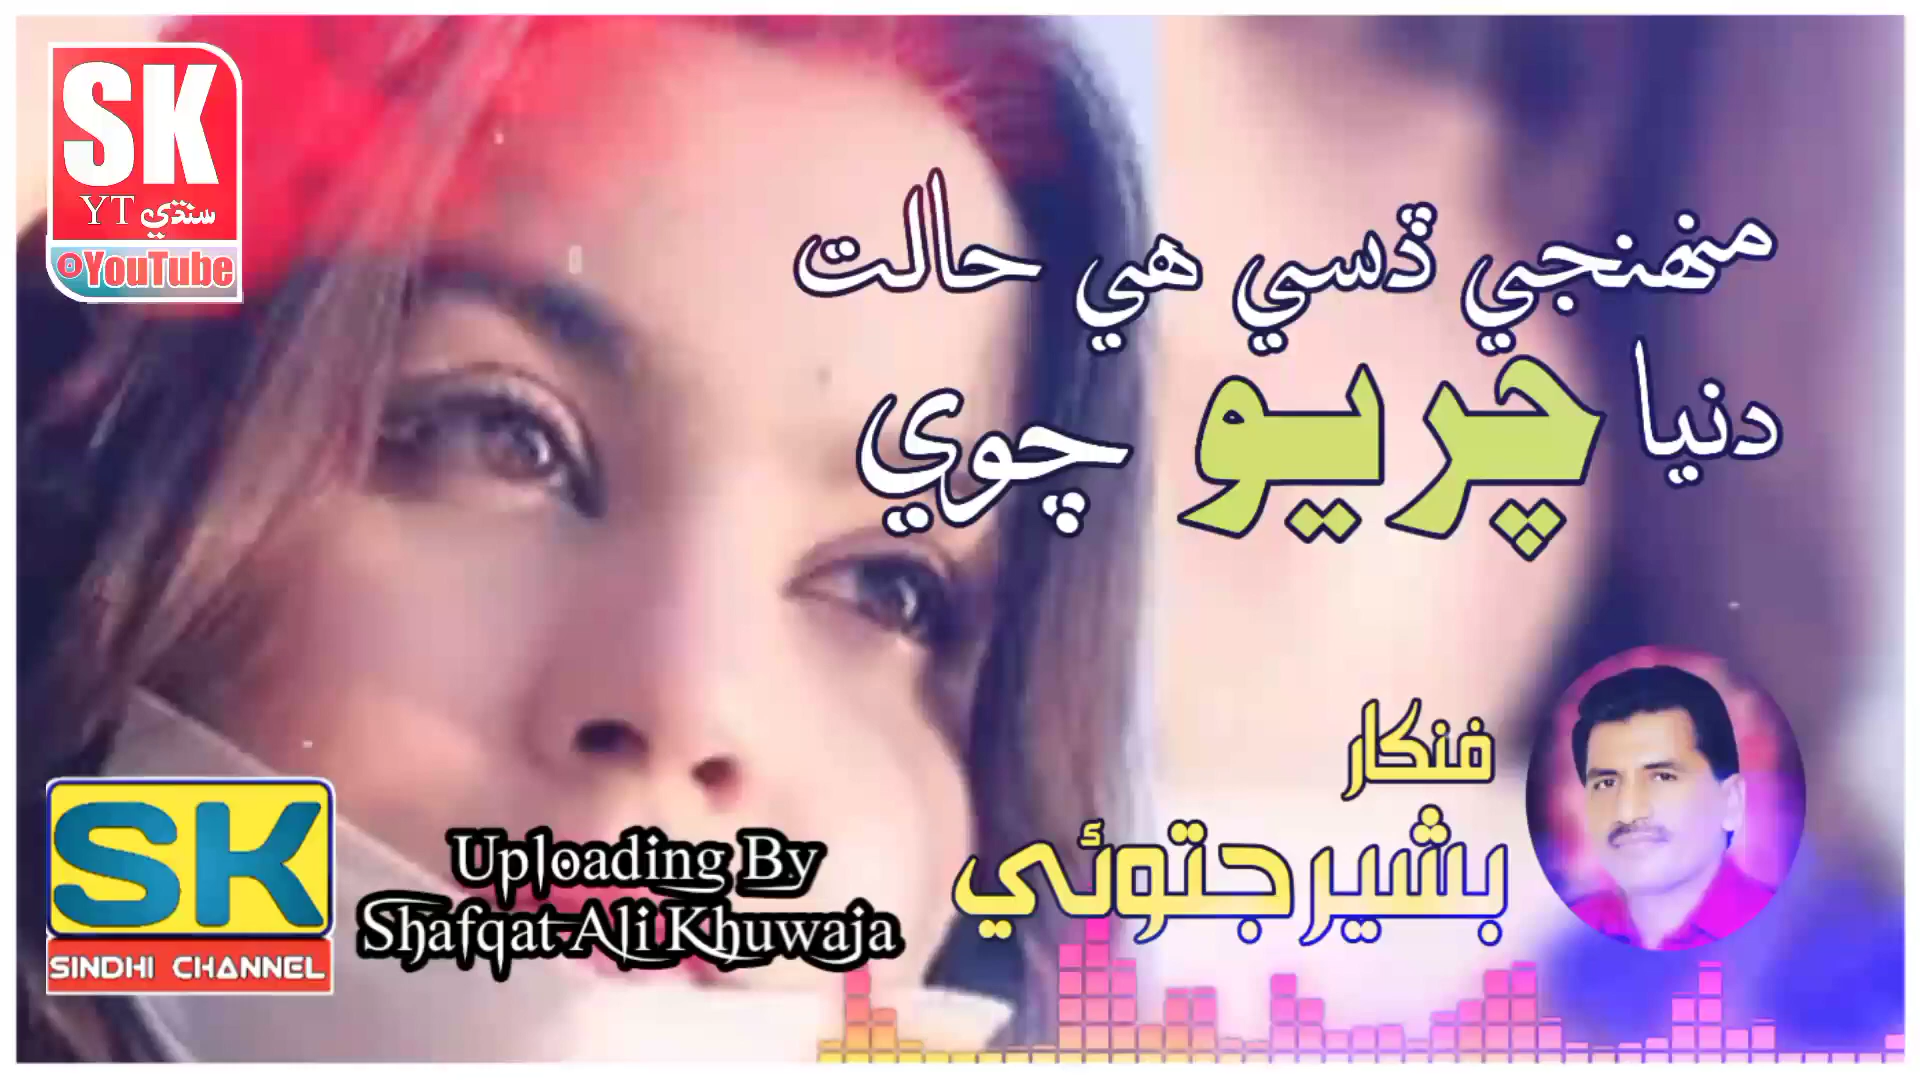 SK
YT سنڌي
@YouTube
منهنجي ڏسي هي حالت
دنيا چريو چوي
فنڪار
بشير جتوئي
SK
SINDHI CHANNEL
Uploading By
Shafqat Ali Khuwaja